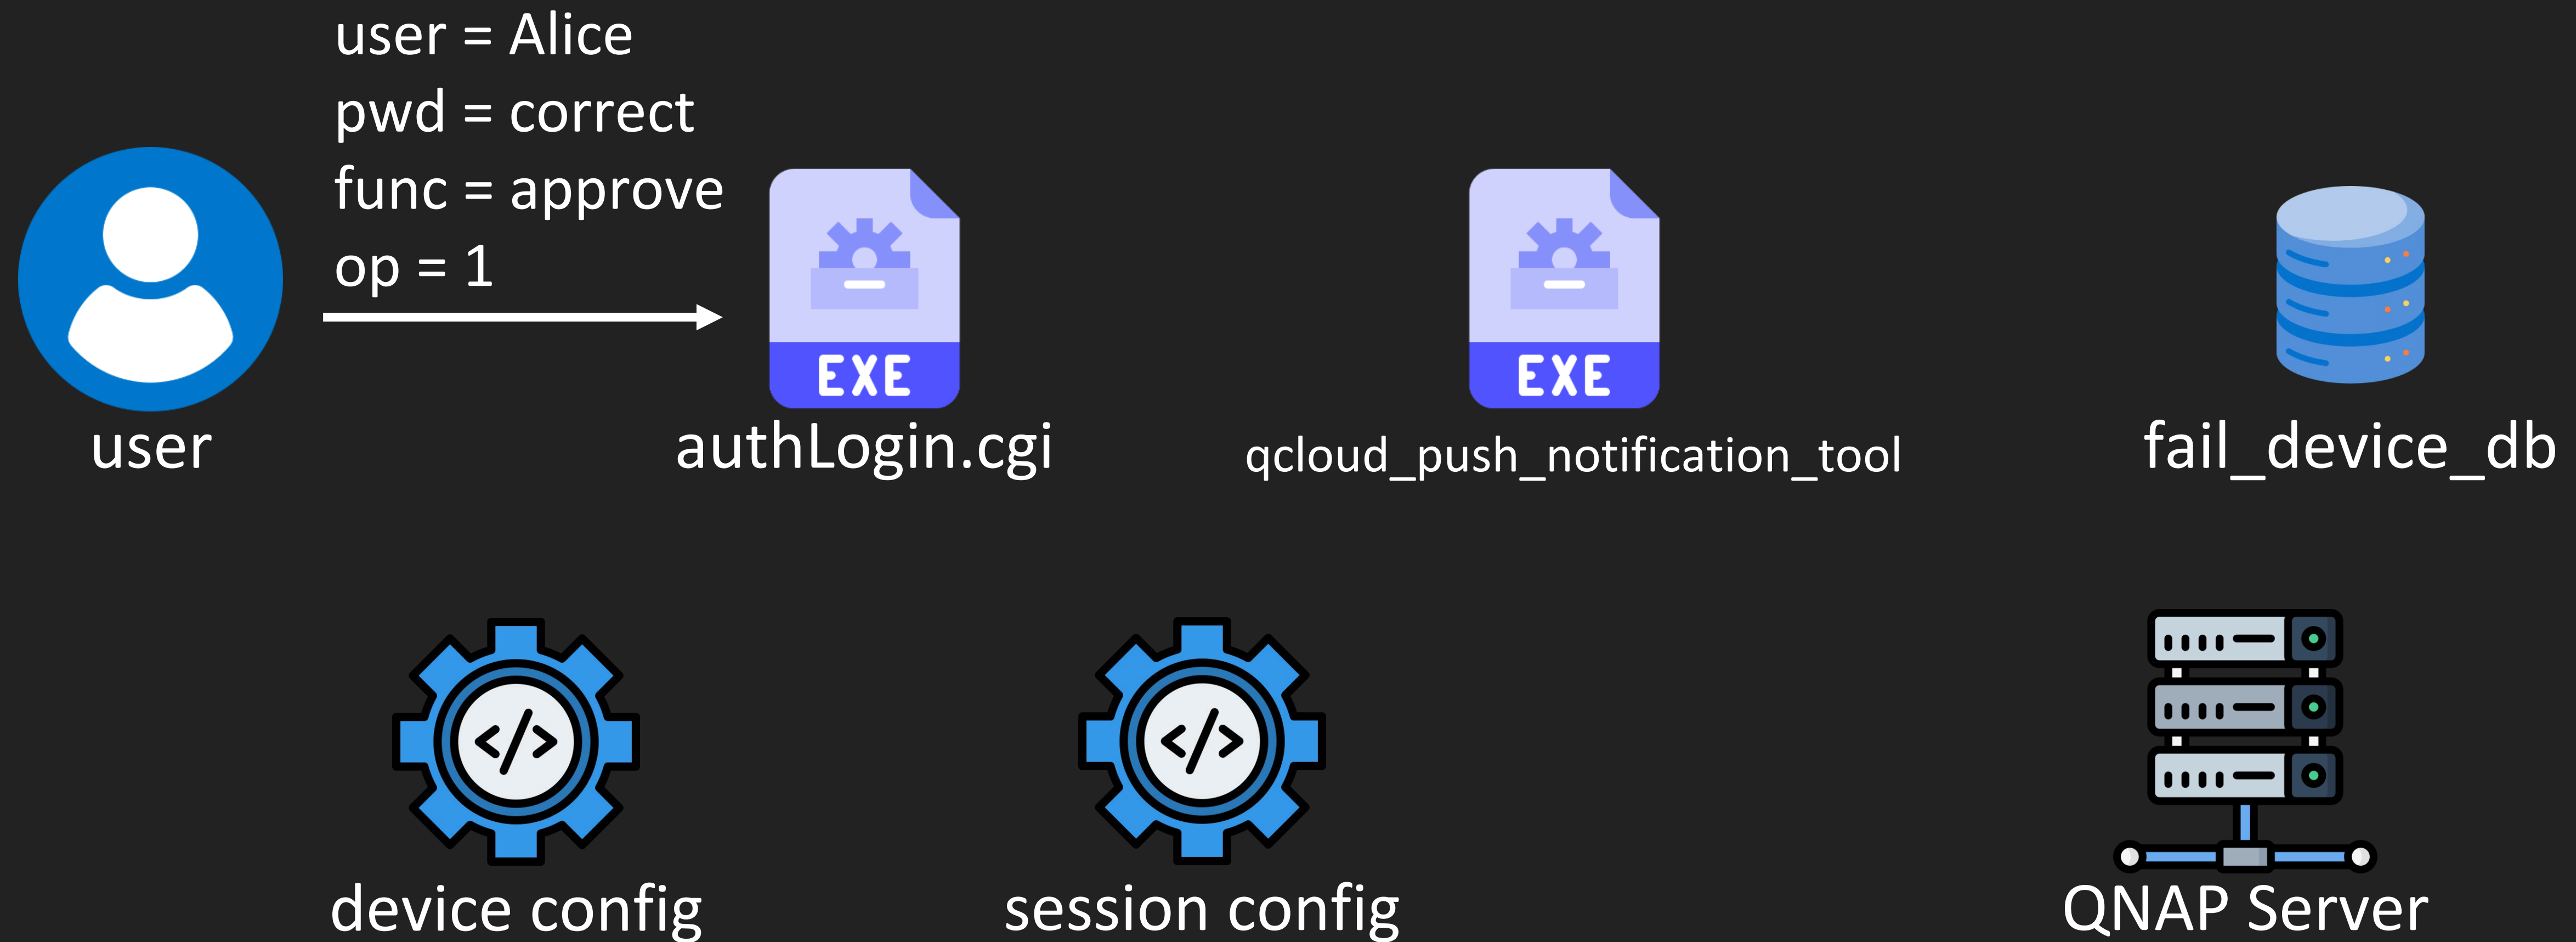 user = Alice
pwd = correct
func = approve
op = 1
EXE
EXE
user
authLogin.cgi
qcloud_push_notification_tool
fail_device_db
</>
</>
device config
session config
QNAP Server